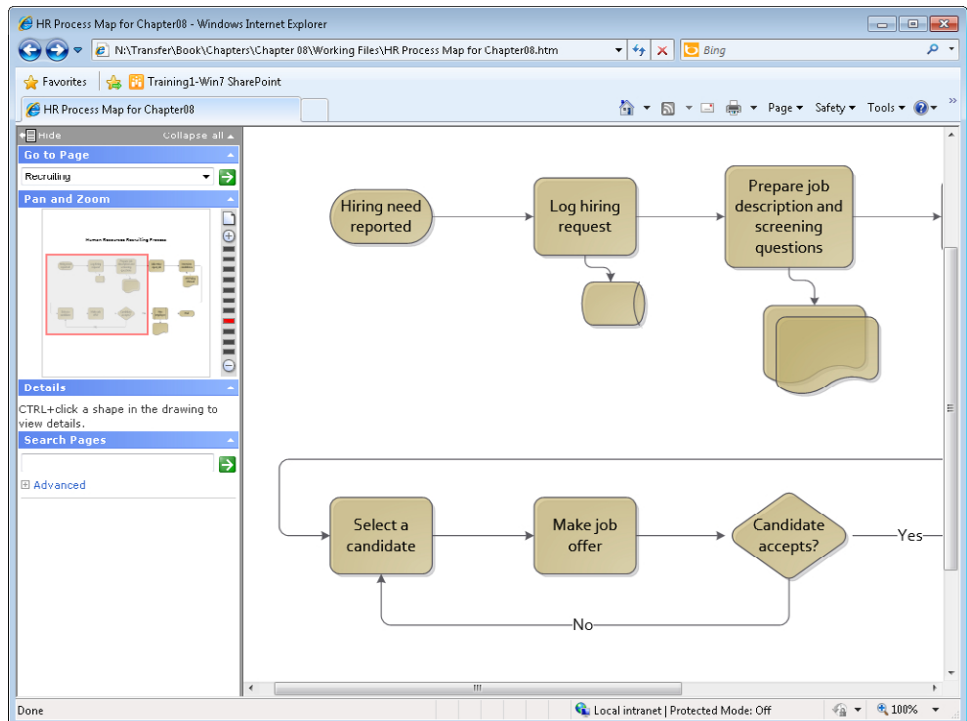 HR Process Map for Chapter08 - Windows Internet Explorer
N:\Transfer\Book\Chapters\Chapter 08\Working Files\HR Process Map for Chapter08.htm
Bing
Favorites
Training1-Win7 SharePoint
HR Process Map for Chapter08
Page
Safety
Tools
»
Hide
Collapse all
Go to Page
Recruiting
Pan and Zoom
Human Resources Recruiting Process
Details
CTRL+click a shape in the drawing to
view details.
Search Pages
Advanced
Hiring need
reported
Log hiring
request
Prepare job
description and
screening
questions
Select a
candidate
Make job
offer
Candidate
accepts?
Yes
No
Done
Local intranet | Protected Mode: Off
100%